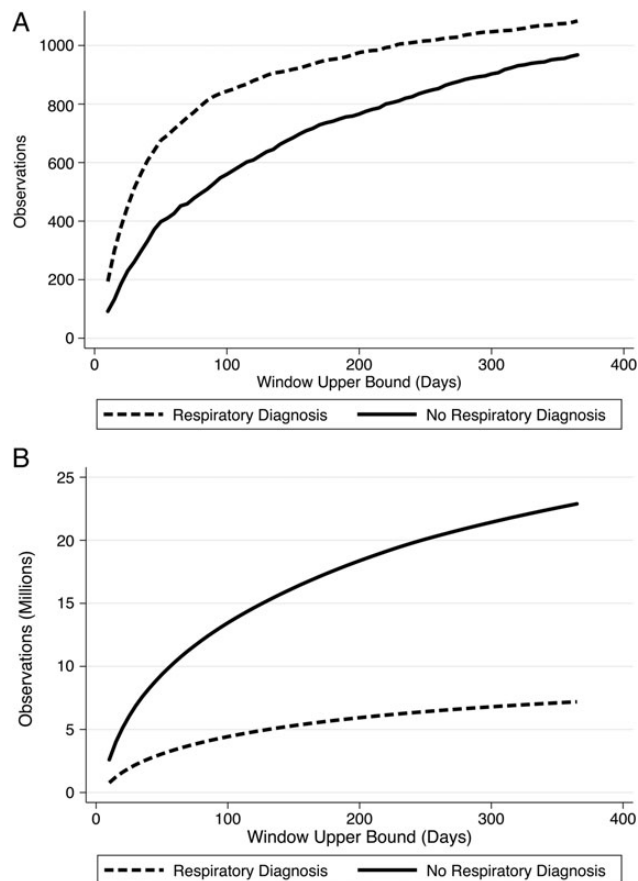 A
1000
800
600
400
200
0
Observations
0 100 200 300 400
Window Upper Bound (Days)
Respiratory Diagnosis No Respiratory Diagnosis
B
25
20
15
10
5
0
Observations (Millions)
0 100 200 300 400
Window Upper Bound (Days)
Respiratory Diagnosis No Respiratory Diagnosis